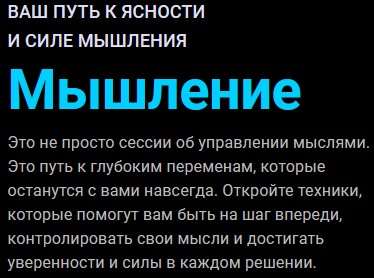 ВАШ ПУТЬ К ЯСНОСТИ
И СИЛЕ МЫШЛЕНИЯ
Мышление
Это не просто сессии об управлении мыслями.
Это путь к глубоким переменам, которые
останутся с вами навсегда. Откройте техники,
которые помогут вам быть на шаг впереди,
контролировать свои мысли и достигать
уверенности и силы в каждом решении.